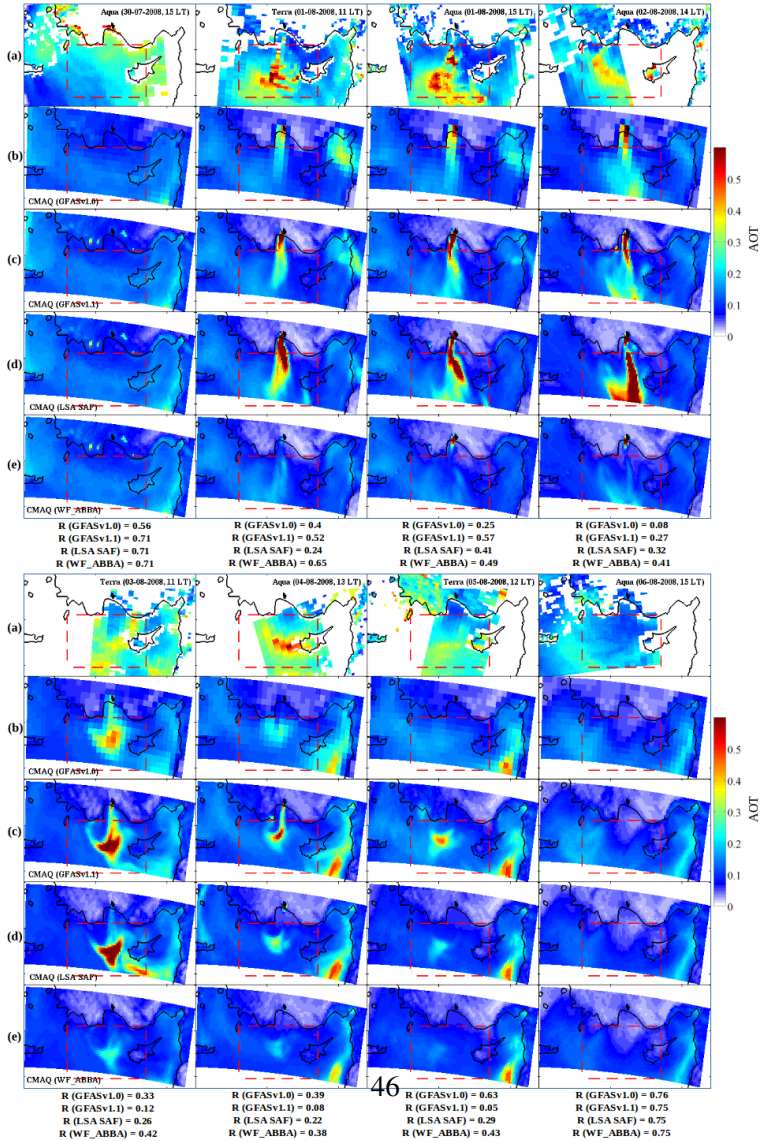 Aqua (30-07-2008, 15 LT) Terra (01-08-2008, 11 LT) Aqua (01-08-2008, 15 LT) Aqua (02-08-2008, 14 LT)
(a)
(b)
CMAQ (GFASv1.0)
(c)
CMAQ (GFASv1.1)
(d)
CMAQ (LSA SAF)
(e)
CMAQ (WF_ABBA)
0.5
0.4
0.3
0.2
0.1
0
AOT
R (GFASv1.0) = 0.56 R (GFASv1.0) = 0.4 R (GFASv1.0) = 0.25 R (GFASv1.0) = 0.08
R (GFASv1.1) = 0.71 R (GFASv1.1) = 0.52 R (GFASv1.1) = 0.57 R (GFASv1.1) = 0.27
R (LSA SAF) = 0.71 R (LSA SAF) = 0.24 R (LSA SAF) = 0.41 R (LSA SAF) = 0.32
R (WF_ABBA) = 0.71 R (WF_ABBA) = 0.65 R (WF_ABBA) = 0.49 R (WF_ABBA) = 0.41
Terra (03-08-2008, 11 LT) Aqua (04-08-2008, 13 LT) Terra (05-08-2008, 12 LT) Aqua (06-08-2008, 15 LT)
(a)
(b)
CMAQ (GFASv1.0)
(c)
CMAQ (GFASv1.1)
(d)
CMAQ (LSA SAF)
(e)
CMAQ (WF_ABBA)
0.5
0.4
0.3
0.2
0.1
0
AOT
46
R (GFASv1.0) = 0.33 R (GFASv1.0) = 0.39 R (GFASv1.0) = 0.63 R (GFASv1.0) = 0.76
R (GFASv1.1) = 0.12 R (GFASv1.1) = 0.08 R (GFASv1.1) = 0.05 R (GFASv1.1) = 0.75
R (LSA SAF) = 0.26 R (LSA SAF) = 0.22 R (LSA SAF) = 0.29 R (LSA SAF) = 0.75
R (WF_ABBA) = 0.42 R (WF_ABBA) = 0.38 R (WF_ABBA) = 0.43 R (WF_ABBA) = 0.75